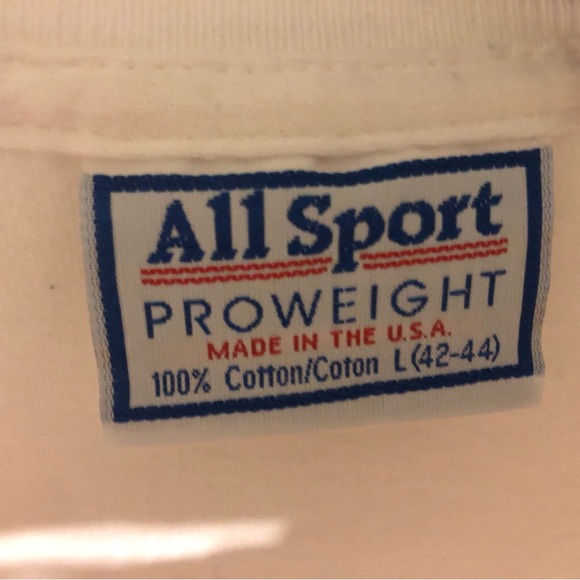 All Sport
PROWEIGHT
MADE IN THE U.S.A.
100% Cotton/Coton L (42-44)